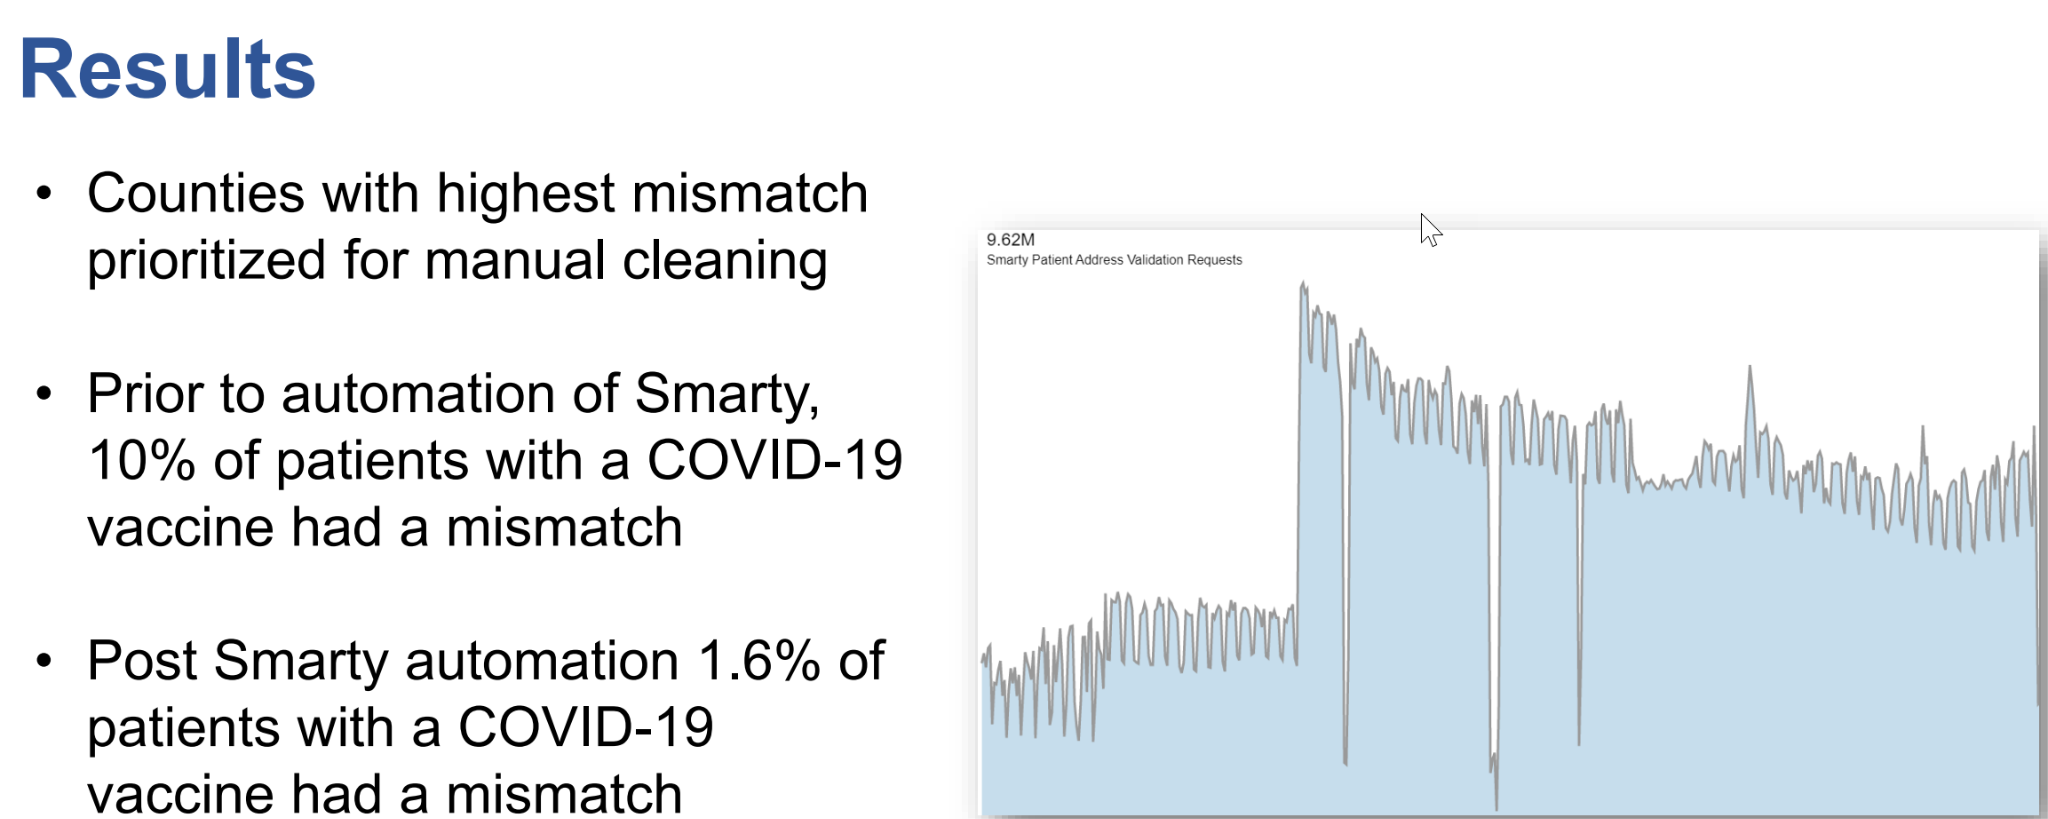 Results
• Counties with highest mismatch
prioritized for manual cleaning
• Prior to automation of Smarty,
10% of patients with a COVID-19
vaccine had a mismatch
• Post Smarty automation 1.6% of
patients with a COVID-19
vaccine had a mismatch
9.62M
Smarty Patient Address Validation Requests